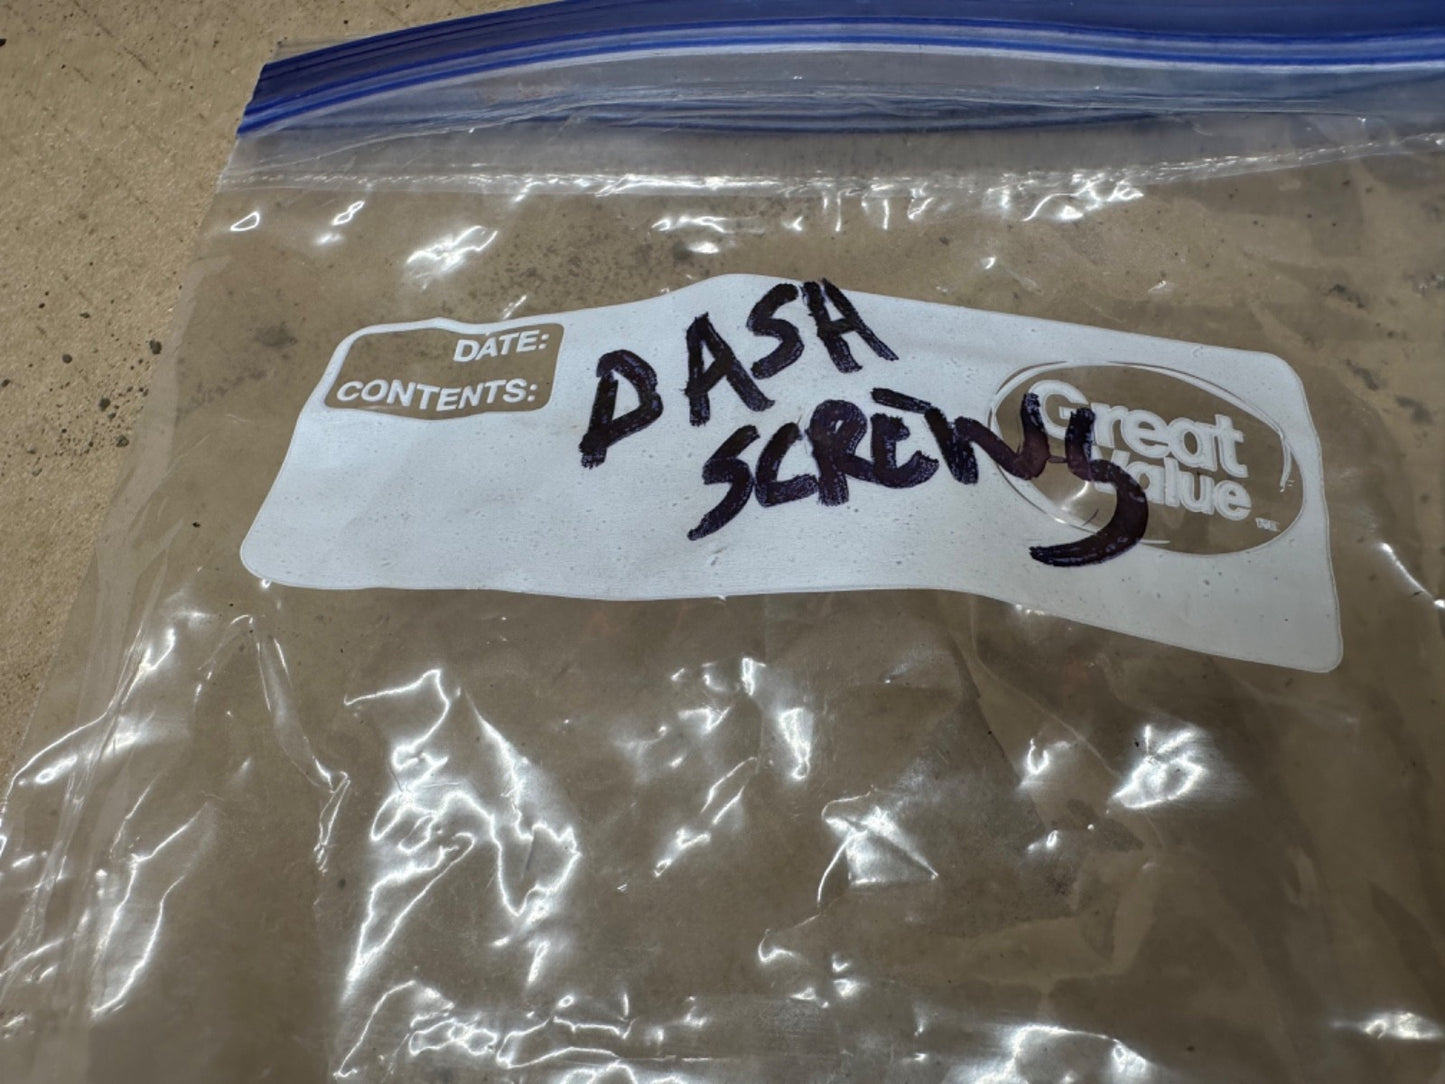 DATE:
CONTENTS:
DASH
SCREWS
Great
Value